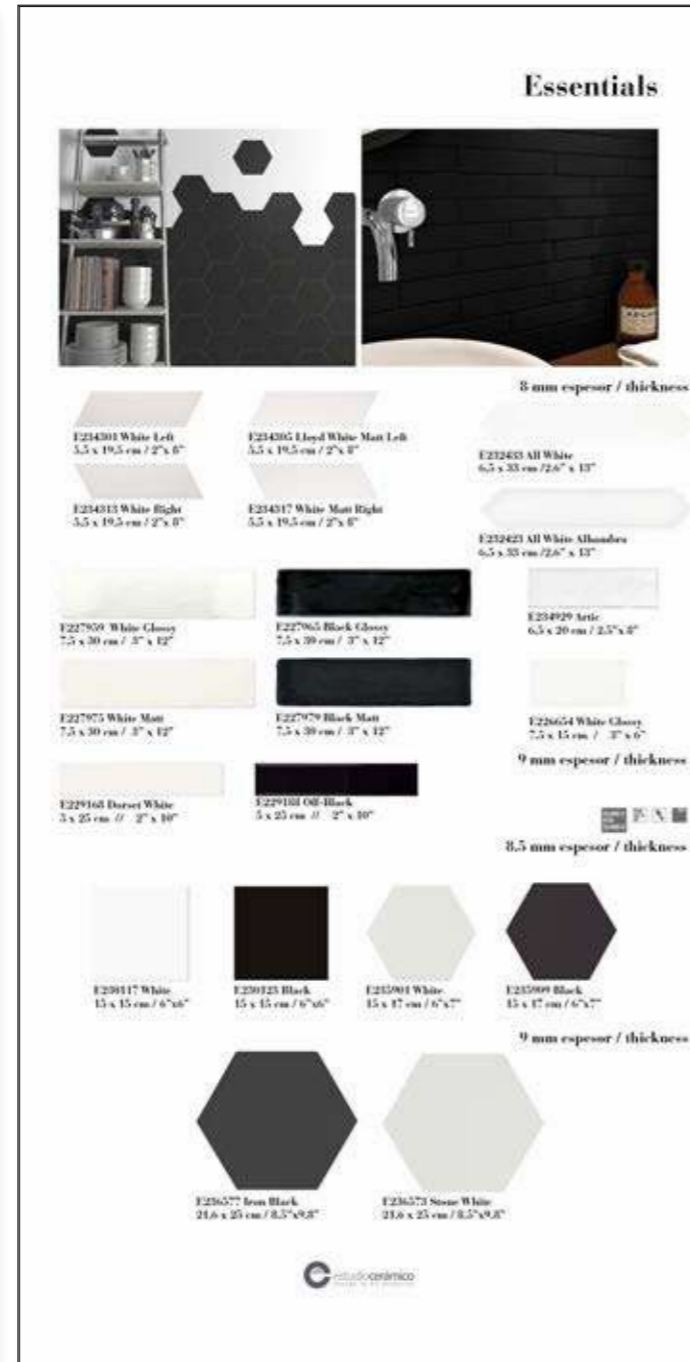 Essentials
8 mm espesor / thickness
E234301 White Left
5,5 x 19,5 cm / 2"x 8"
E234305 Lloyd White Matt Left
5,5 x 19,5 cm / 2"x 8"
E232433 All White
6,5 x 33 cm /2.6" x 13"
E234313 White Right
5,5 x 19,5 cm / 2"x 8"
E234317 White Matt Right
5,5 x 19,5 cm / 2"x 8"
E232423 All White Alhambra
6,5 x 33 cm /2.6" x 13"
E227959 White Glossy
7,5 x 30 cm / 3" x 12"
E227965 Black Glossy
7,5 x 30 cm / 3" x 12"
E234929 Artic
6,5 x 20 cm / 2.5"x 8"
E227975 White Matt
7,5 x 30 cm / 3" x 12"
E227979 Black Matt
7,5 x 30 cm / 3" x 12"
E226654 White Glossy
7,5 x 15 cm / 3" x 6"
9 mm espesor / thickness
E229168 Dorset White
5 x 25 cm // 2" x 10"
E229188 Off-Black
5 x 25 cm // 2" x 10"
8.5 mm espesor / thickness
E230117 White
15 x 15 cm / 6"x6"
E230123 Black
15 x 15 cm / 6"x6"
E235901 White
15 x 17 cm / 6"x7"
E235909 Black
15 x 17 cm / 6"x7"
9 mm espesor / thickness
E236577 Iron Black
21,6 x 25 cm / 8.5"x9.8"
E236573 Stone White
21,6 x 25 cm / 8.5"x9.8"
estudiocerámico